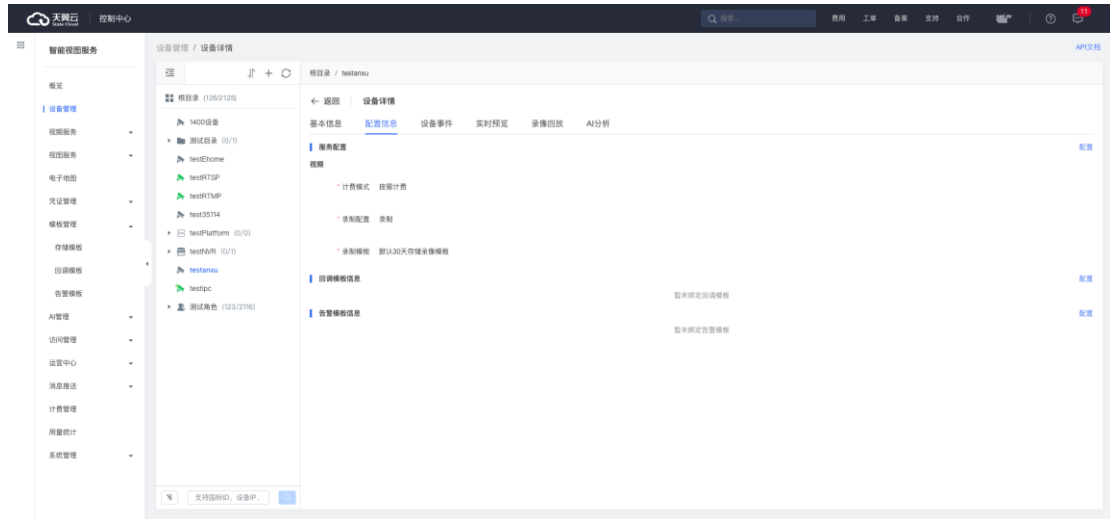 天翼云 控制中心 搜索... 费用 工单 备案 支持 合作 11
State Cloud
智能视图服务
概览
设备管理
视频服务
视图服务
电子地图
凭证管理
模板管理
存储模板
回调模板
告警模板
AI管理
访问管理
运营中心
消息推送
计费管理
用量统计
系统管理
设备管理 / 设备详情 API文档
根目录 (126/2125)
1400设备
测试目录 (0/1)
testEhome
testRTSP
testRTMP
test35114
testPlatform (0/0)
testNVR (0/1)
testanxu
testipc
测试角色 (123/2116)
支持国标ID、设备IP、
根目录 / testanxu
← 返回 设备详情
基本信息 配置信息 设备事件 实时预览 录像回放 AI分析
服务配置 配置
视频
* 计费模式 按需计费
* 录制配置 录制
* 录制模板 默认30天存储录像模板
回调模板信息 配置
暂未绑定回调模板
告警模板信息 配置
暂未绑定告警模板